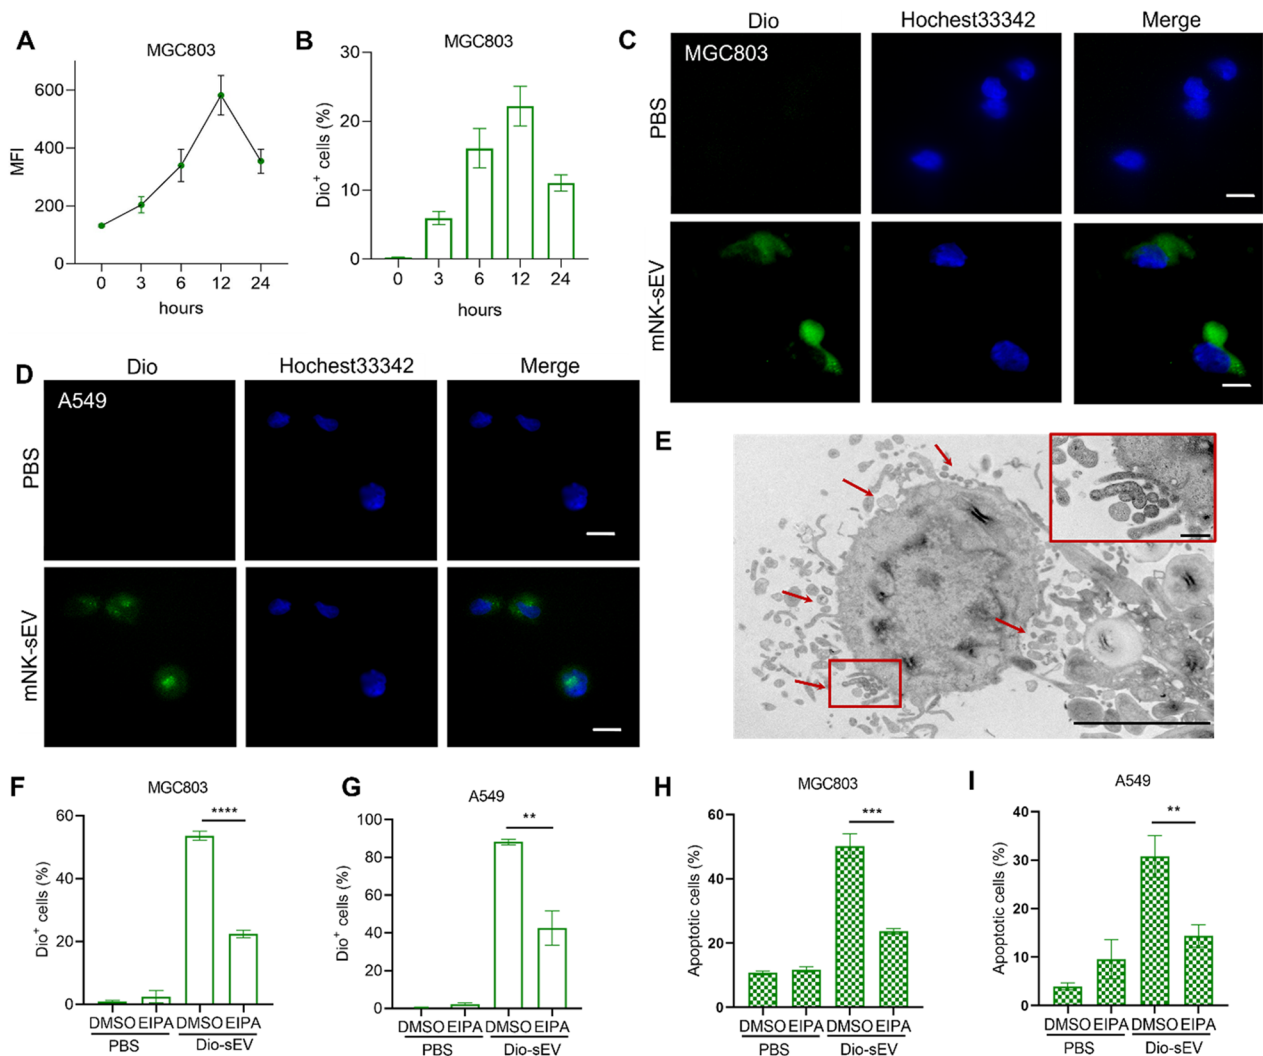 A
MGC803
MFI
600
400
200
0
0 3 6 12 24
hours
B
MGC803
Dio+ cells (%)
30
20
10
0
0 3 6 12 24
hours
C
Dio Hochest33342 Merge
MGC803
PBS
mNK-sEV
D
Dio Hochest33342 Merge
A549
PBS
mNK-sEV
E
F
MGC803
Dio+ cells (%)
60
40
20
0
****
DMSO EIPA DMSO EIPA
PBS Dio-sEV
G
A549
Dio+ cells (%)
100
80
60
40
20
0
**
DMSO EIPA DMSO EIPA
PBS Dio-sEV
H
MGC803
Apoptotic cells (%)
60
40
20
0
***
DMSO EIPA DMSO EIPA
PBS Dio-sEV
I
A549
Apoptotic cells (%)
40
30
20
10
0
**
DMSO EIPA DMSO EIPA
PBS Dio-sEV